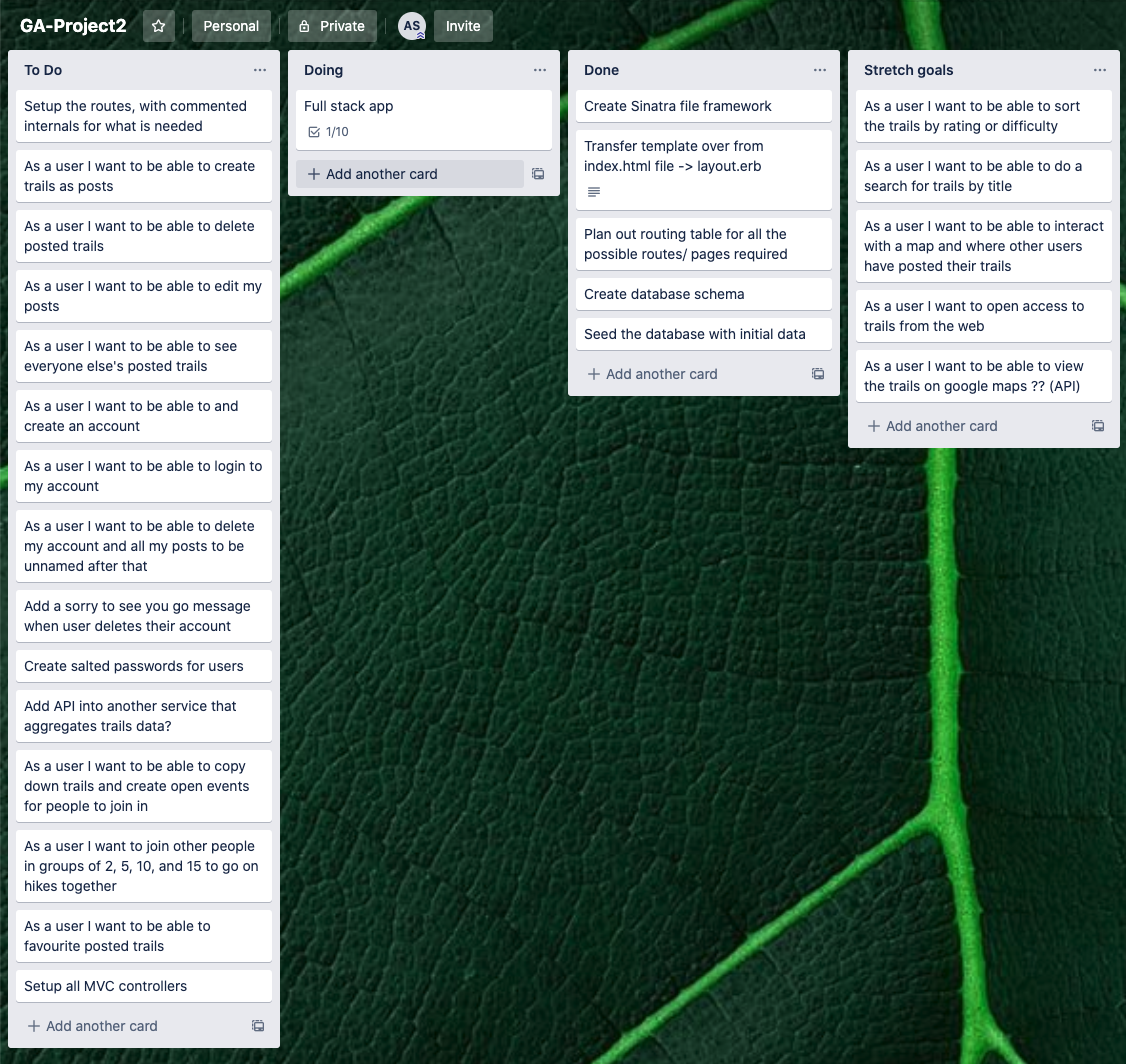 GA-Project2
Personal
Private
AS
Invite
To Do
Setup the routes, with commented
internals for what is needed
As a user I want to be able to create
trails as posts
As a user I want to be able to delete
posted trails
As a user I want to be able to edit my
posts
As a user I want to be able to see
everyone else's posted trails
As a user I want to be able to and
create an account
As a user I want to be able to login to
my account
As a user I want to be able to delete
my account and all my posts to be
unnamed after that
Add a sorry to see you go message
when user deletes their account
Create salted passwords for users
Add API into another service that
aggregates trails data?
As a user I want to be able to copy
down trails and create open events
for people to join in
As a user I want to join other people
in groups of 2, 5, 10, and 15 to go on
hikes together
As a user I want to be able to
favourite posted trails
Setup all MVC controllers
Add another card
Doing
Full stack app
1/10
Add another card
Done
Create Sinatra file framework
Transfer template over from
index.html file -> layout.erb
Plan out routing table for all the
possible routes/ pages required
Create database schema
Seed the database with initial data
Add another card
Stretch goals
As a user I want to be able to sort
the trails by rating or difficulty
As a user I want to be able to do a
search for trails by title
As a user I want to be able to interact
with a map and where other users
have posted their trails
As a user I want to open access to
trails from the web
As a user I want to be able to view
the trails on google maps ?? (API)
Add another card